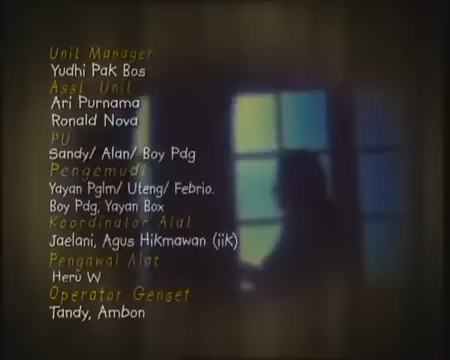 Unit Manager
Yudhi Pak Bos
Asst. Unit
Ari Purnama
Ronald Nova
PU
Sandy/ Alan/ Boy Pdg
Pengemudi
Yayan Pglm/ Uteng/ Febrio.
Boy Pdg, Yayan Box
Koordinator Alat
Jaelani, Agus Hikmawan (iiK)
Pengawal Alat
Heru W
Operator Genset
Tandy, Ambon